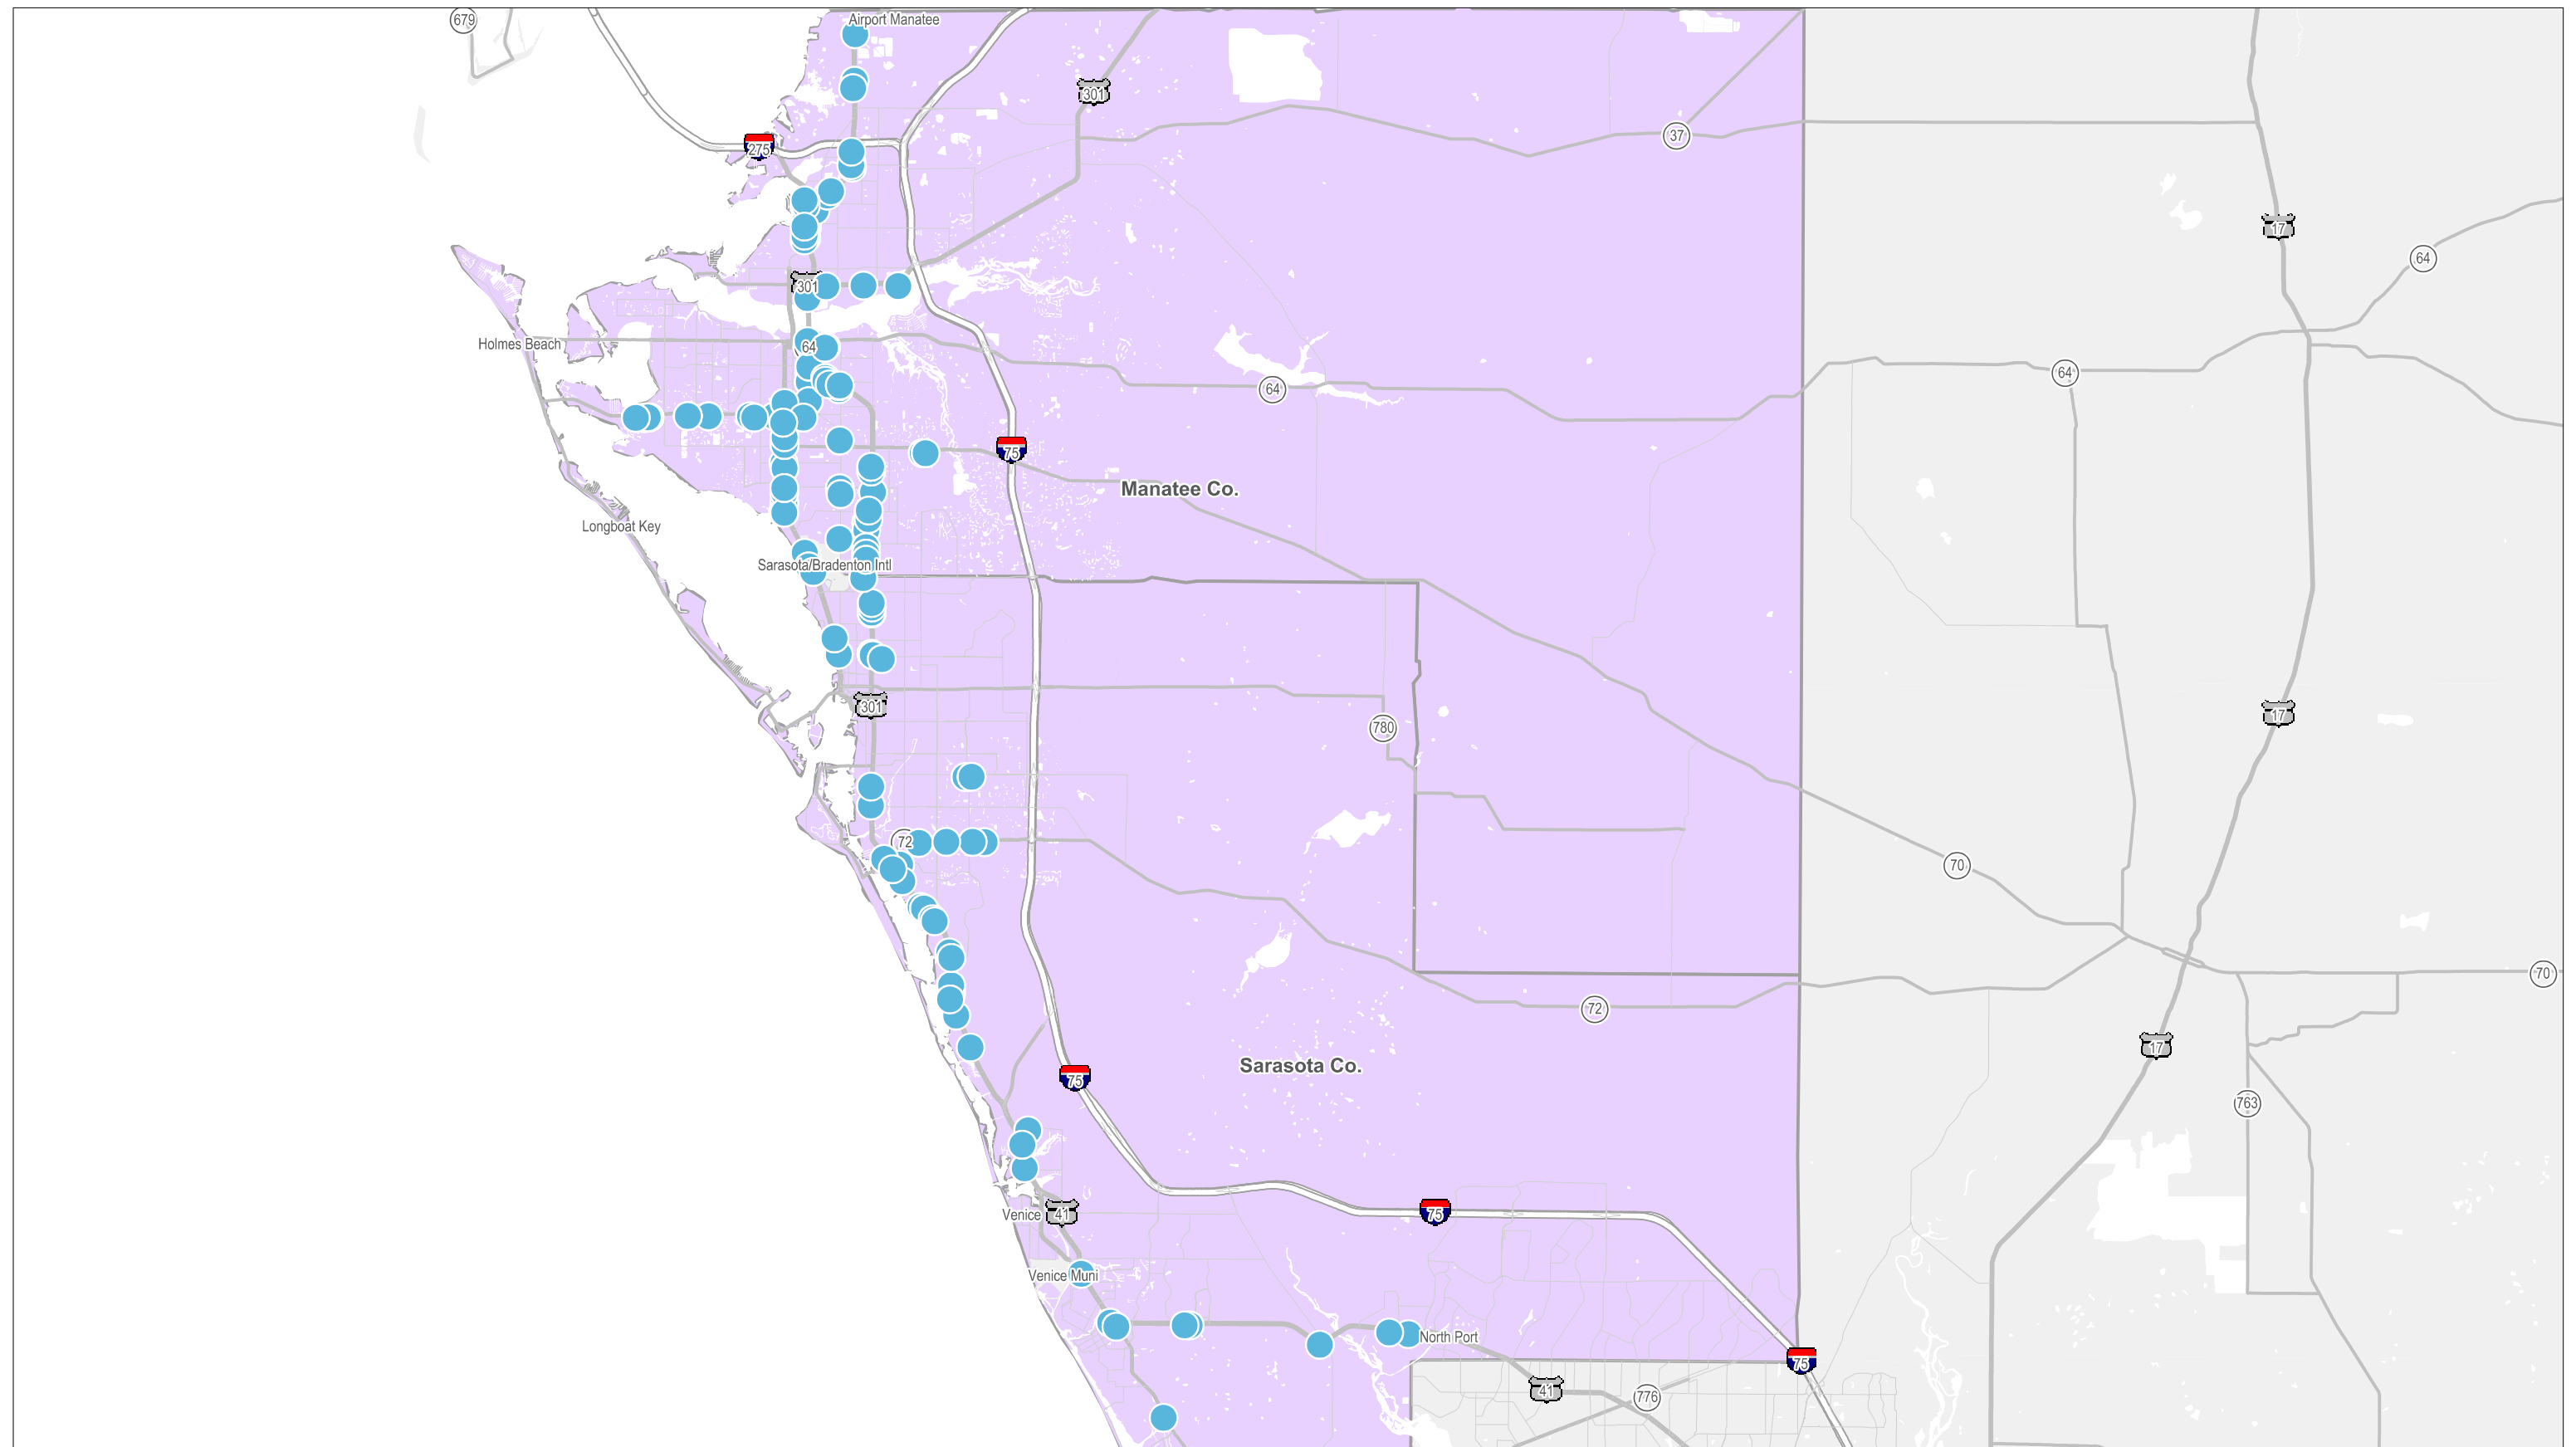 679
Airport Manatee
301
37
275
17
64
301
Holmes Beach
64
64
64
75
Manatee Co.
Longboat Key
Sarasota/Bradenton Intl
301
780
17
72
70
70
72
17
Sarasota Co.
75
763
Venice
41
75
Venice Muni
North Port
75
41
776